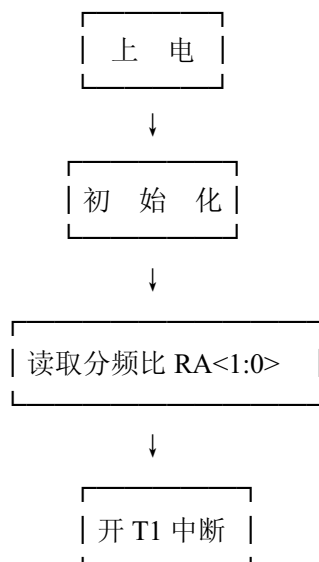 上 电
↓
初 始 化
↓
读取分频比 RA<1:0>
↓
开 T1 中断